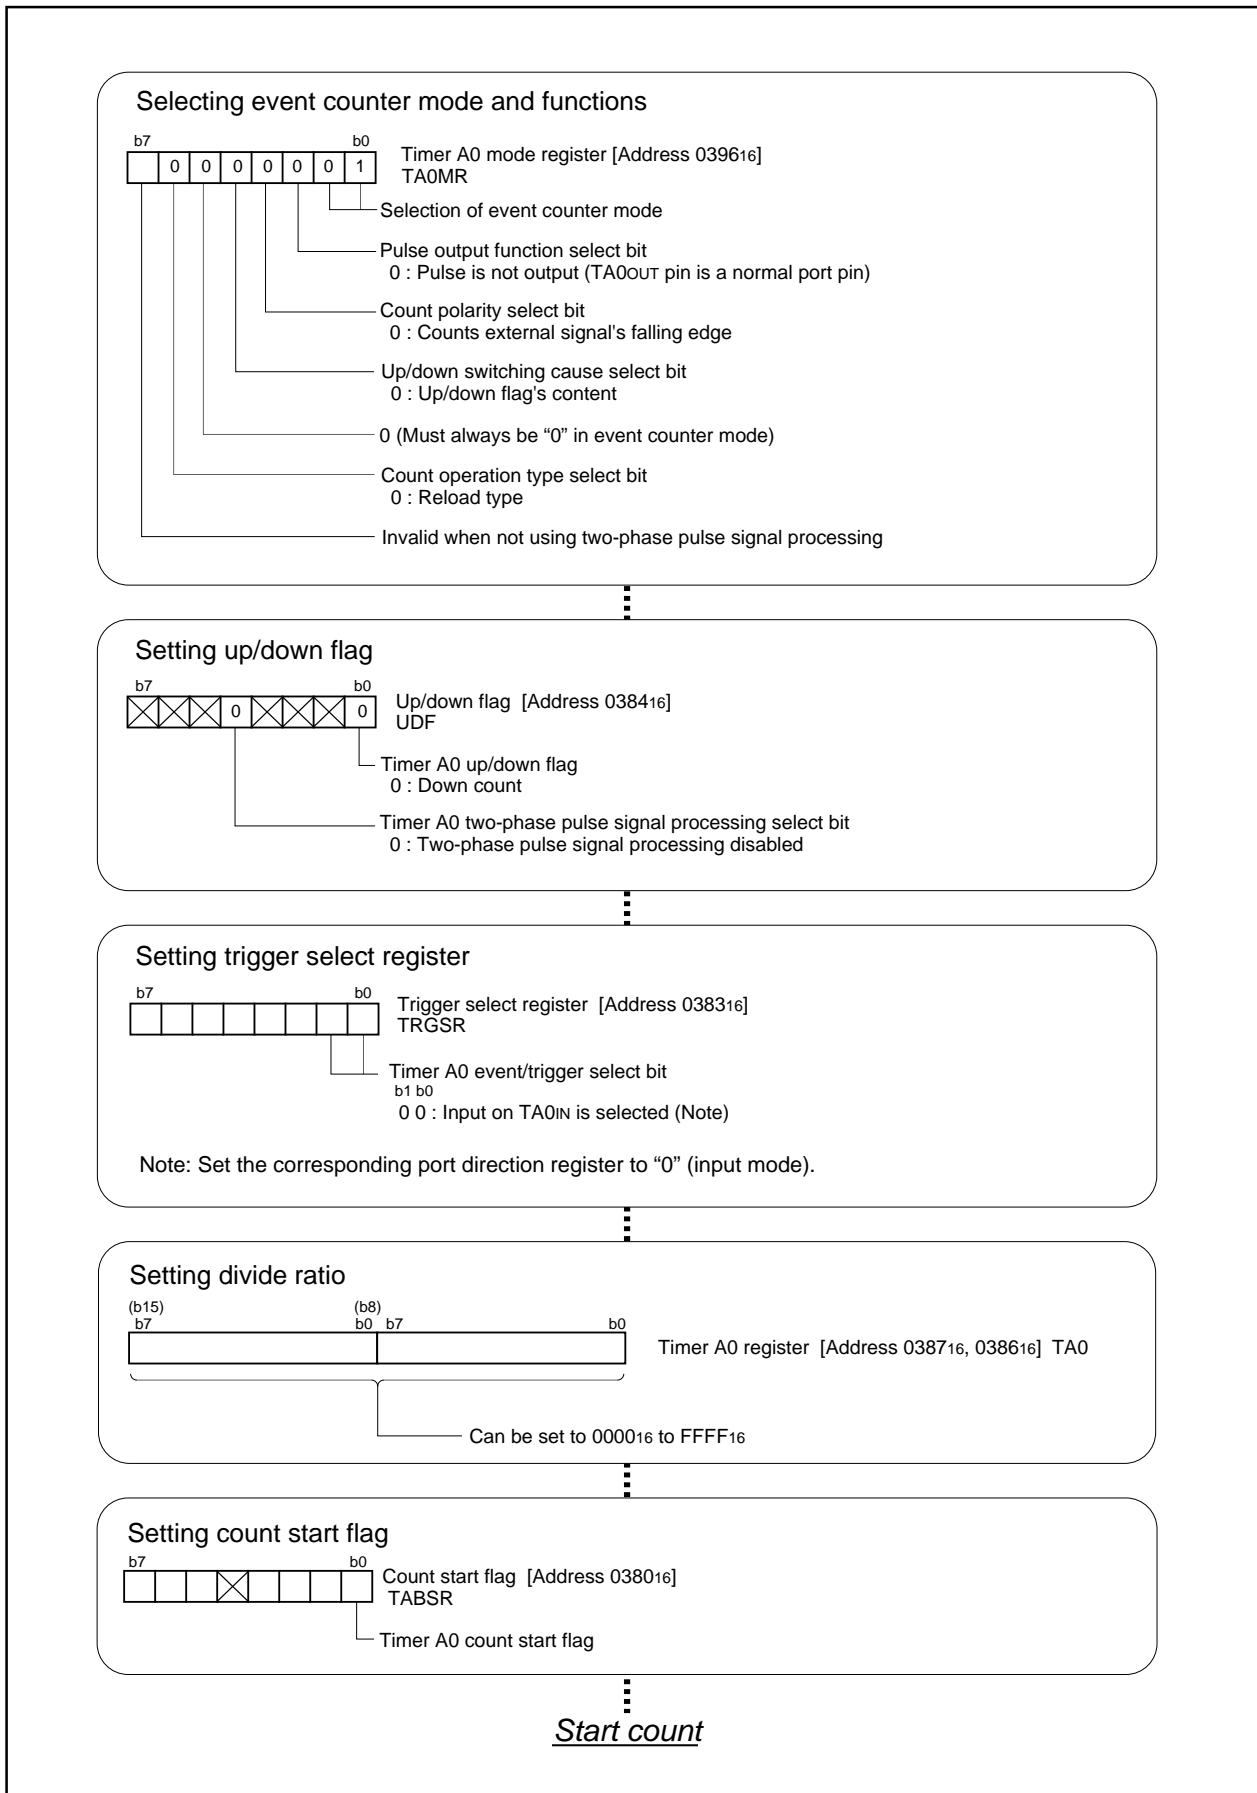 Selecting event counter mode and functions
b7 b0
0 0 0 0 0 0 1
Timer A0 mode register [Address 039616]
TA0MR
Selection of event counter mode
Pulse output function select bit
0 : Pulse is not output (TA0OUT pin is a normal port pin)
Count polarity select bit
0 : Counts external signal's falling edge
Up/down switching cause select bit
0 : Up/down flag's content
0 (Must always be “0” in event counter mode)
Count operation type select bit
0 : Reload type
Invalid when not using two-phase pulse signal processing
Setting up/down flag
b7 b0
0 0
Up/down flag [Address 038416]
UDF
Timer A0 up/down flag
0 : Down count
Timer A0 two-phase pulse signal processing select bit
0 : Two-phase pulse signal processing disabled
Setting trigger select register
b7 b0
Trigger select register [Address 038316]
TRGSR
Timer A0 event/trigger select bit
b1 b0
0 0 : Input on TA0IN is selected (Note)
Note: Set the corresponding port direction register to “0” (input mode).
Setting divide ratio
(b15) (b8)
b7 b0 b7 b0
Timer A0 register [Address 038716, 038616] TA0
Can be set to 000016 to FFFF16
Setting count start flag
b7 b0
Count start flag [Address 038016]
TABSR
Timer A0 count start flag
Start count